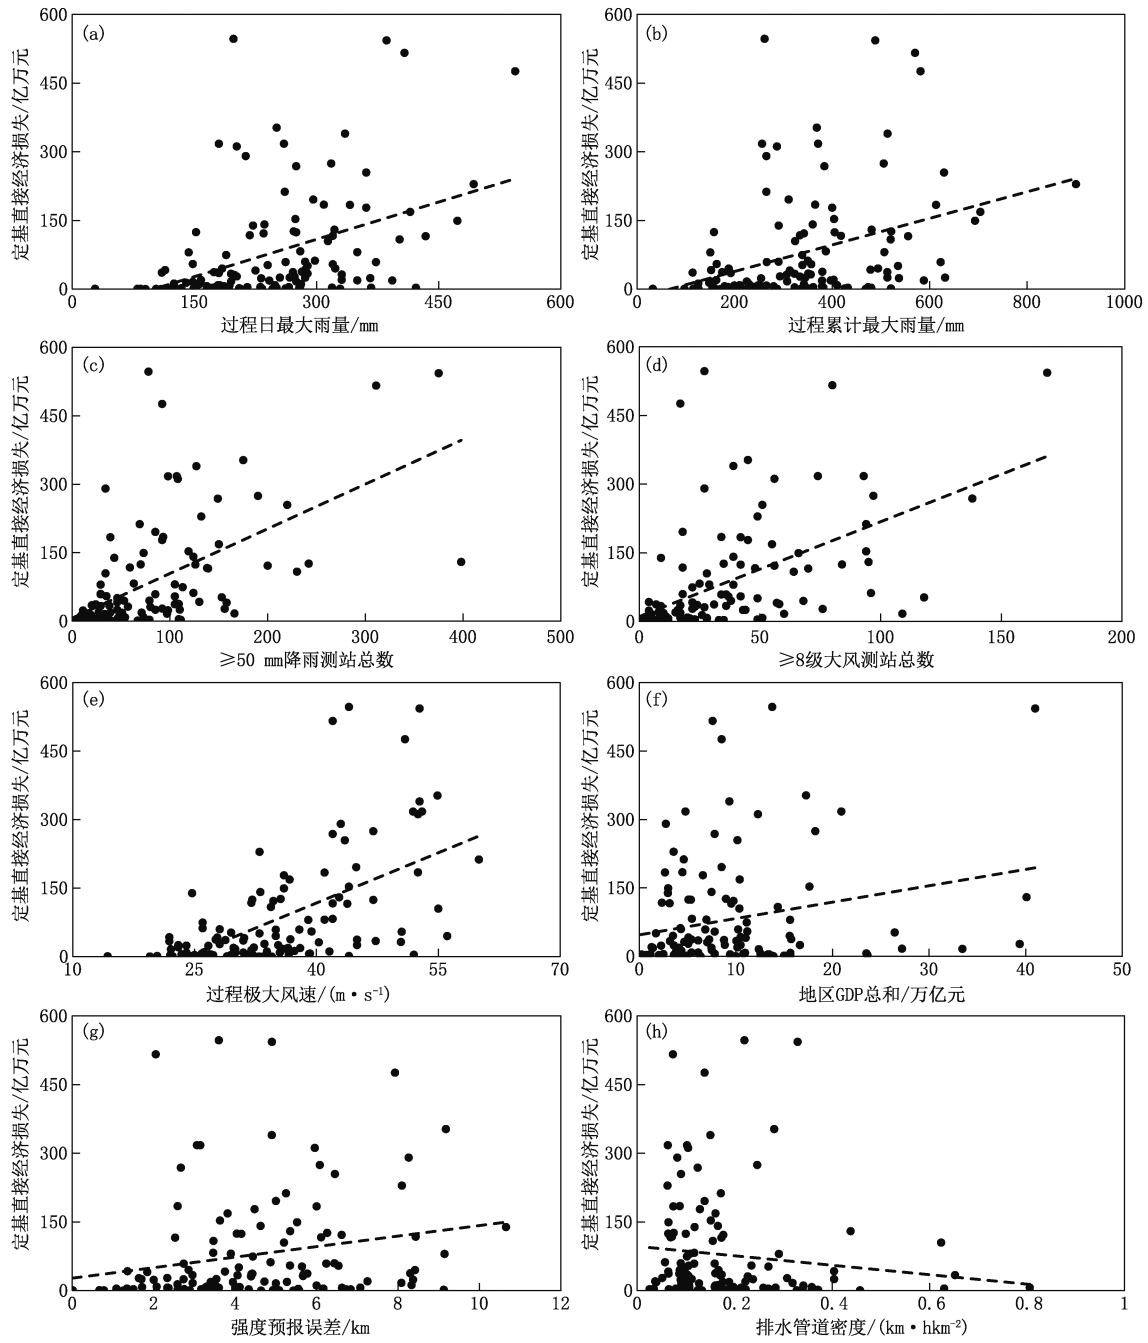 (a)
定基直接经济损失/亿万元
600
450
300
150
0
0 150 300 450 600
过程日最大雨量/mm
(b)
定基直接经济损失/亿万元
600
450
300
150
0
0 200 400 600 800 1000
过程累计最大雨量/mm
(c)
定基直接经济损失/亿万元
600
450
300
150
0
0 100 200 300 400 500
≥50 mm降雨测站总数
(d)
定基直接经济损失/亿万元
600
450
300
150
0
0 50 100 150 200
≥8级大风测站总数
(e)
定基直接经济损失/亿万元
600
450
300
150
0
10 25 40 55 70
过程极大风速/(m·s⁻¹)
(f)
定基直接经济损失/亿万元
600
450
300
150
0
0 10 20 30 40 50
地区GDP总和/万亿元
(g)
定基直接经济损失/亿万元
600
450
300
150
0
0 2 4 6 8 10 12
强度预报误差/km
(h)
定基直接经济损失/亿万元
600
450
300
150
0
0 0.2 0.4 0.6 0.8 1
排水管道密度/(km·hkm⁻²)